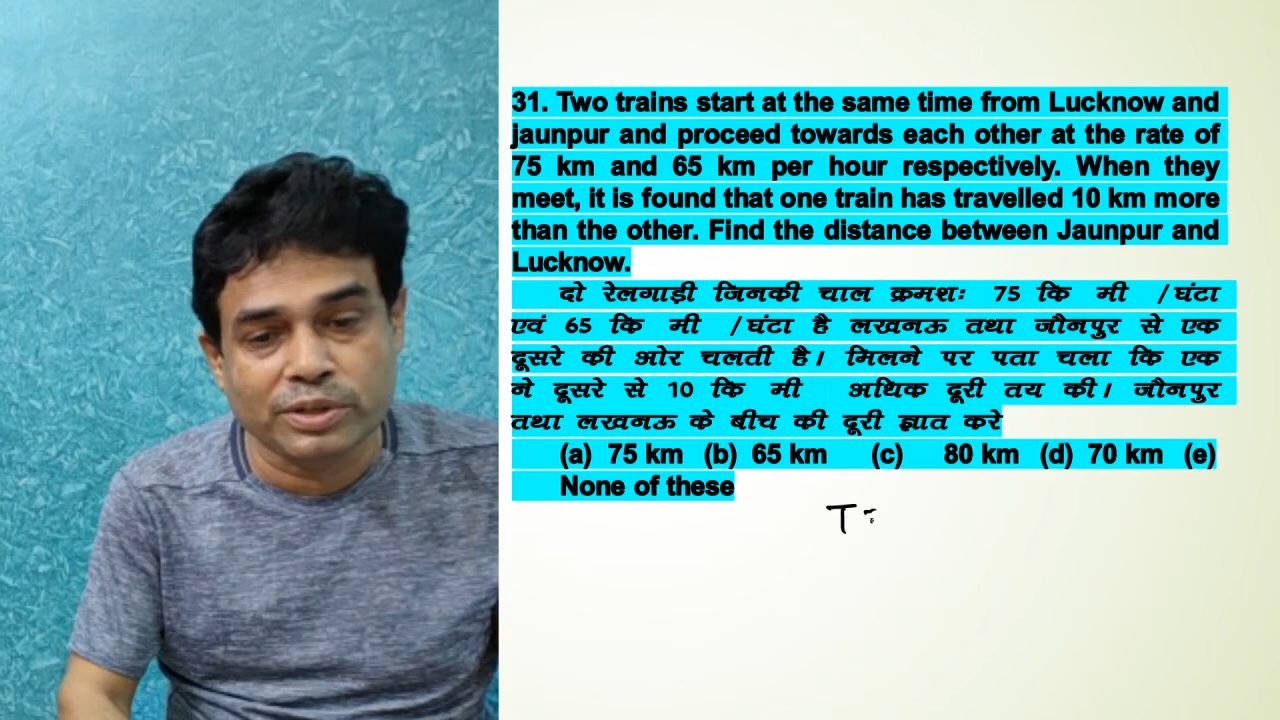 31. Two trains start at the same time from Lucknow and
jaunpur and proceed towards each other at the rate of
75 km and 65 km per hour respectively. When they
meet, it is found that one train has travelled 10 km more
than the other. Find the distance between Jaunpur and
Lucknow.
दो रेलगाड़ी जिनकी चाल क्रमशः 75 कि मी /घंटा
एवं 65 कि मी /घंटा है लखनऊ तथा जौनपुर से एक
दूसरे की ओर चलती है। मिलने पर पता चला कि एक
ने दूसरे से 10 कि मी अधिक दूरी तय की। जौनपुर
तथा लखनऊ के बीच की दूरी ज्ञात करे
(a) 75 km (b) 65 km (c) 80 km (d) 70 km (e)
None of these
T =